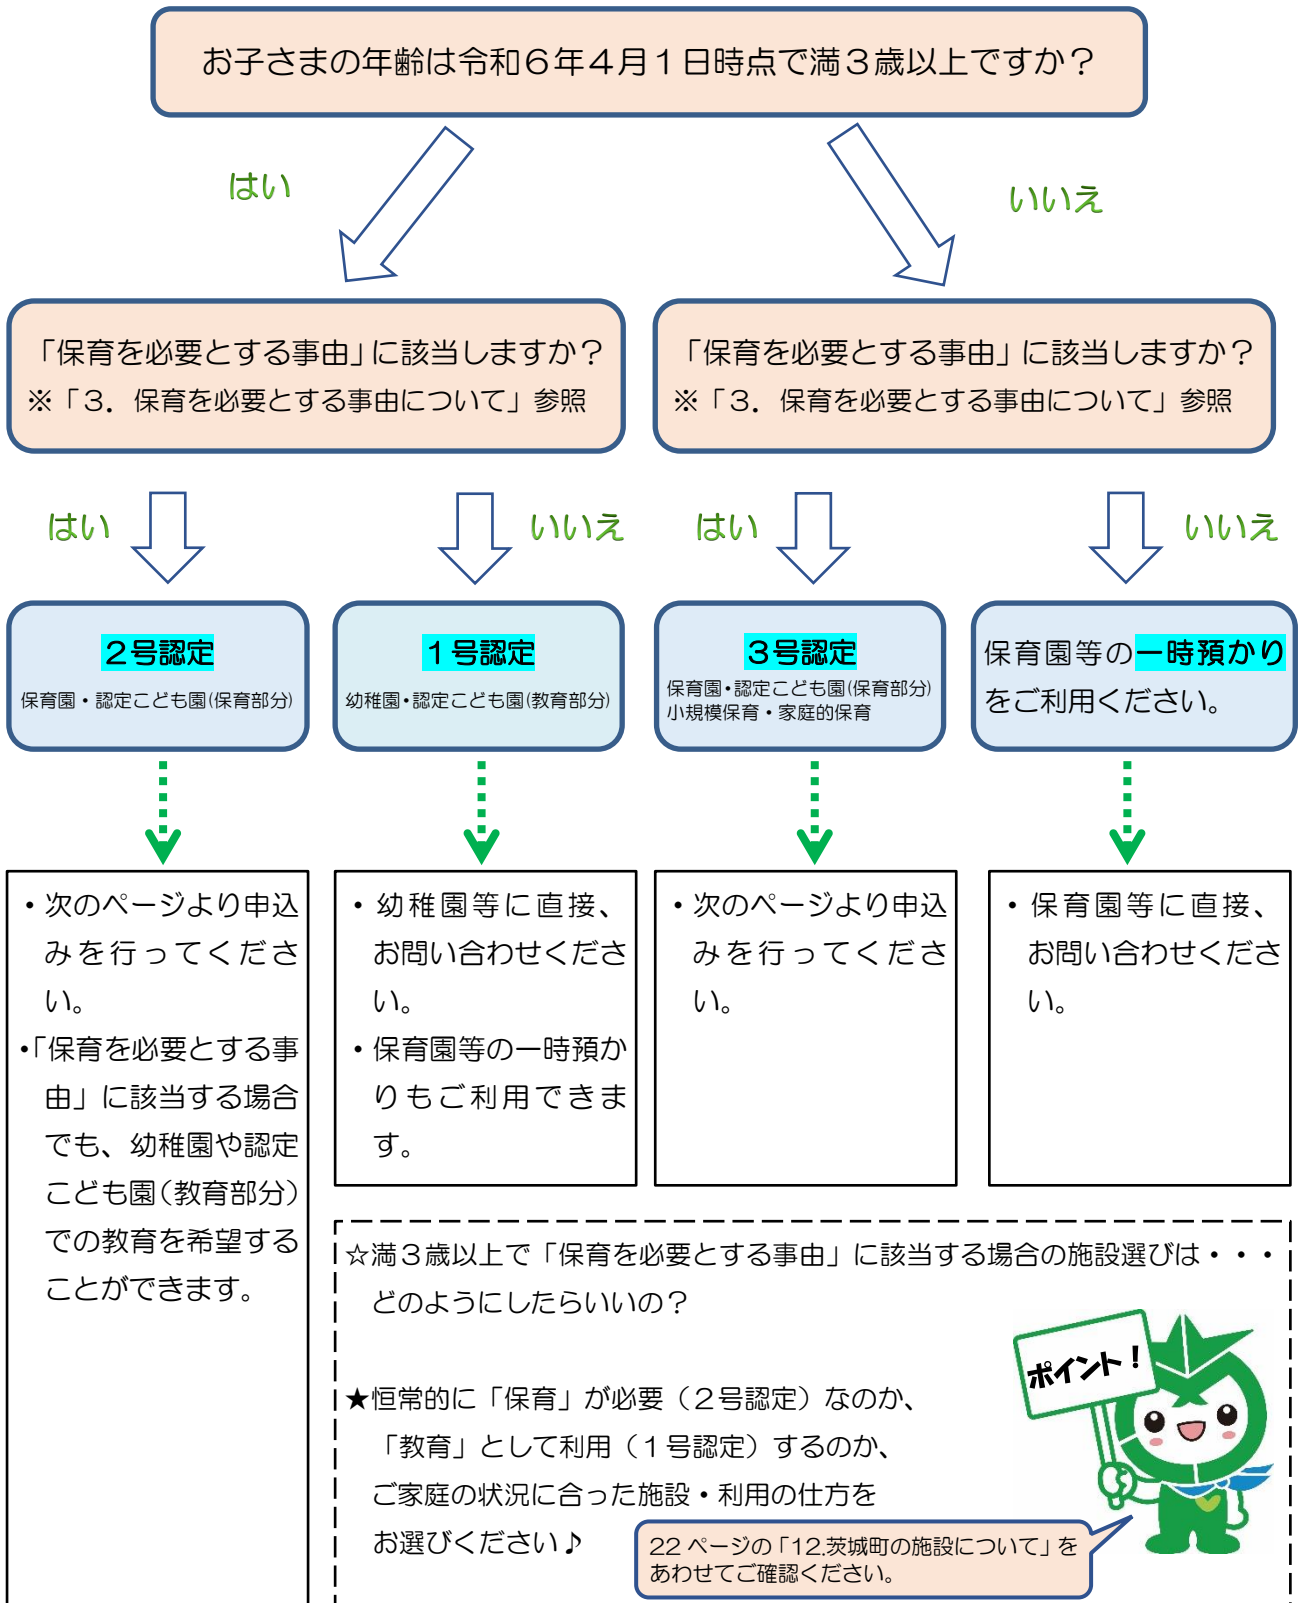 お子さまの年齢は令和６年４月１日時点で満３歳以上ですか？
はい
いいえ
「保育を必要とする事由」に該当しますか？
※「３．保育を必要とする事由について」参照
「保育を必要とする事由」に該当しますか？
※「３．保育を必要とする事由について」参照
はい
いいえ
はい
いいえ
２号認定
保育園・認定こども園(保育部分)
１号認定
幼稚園・認定こども園(教育部分)
３号認定
保育園・認定こども園(保育部分)
小規模保育・家庭的保育
保育園等の一時預かり
をご利用ください。
・次のページより申込
みを行ってくださ
い。
・「保育を必要とする事
由」に該当する場合
でも、幼稚園や認定
こども園（教育部分）
での教育を希望する
ことができます。
・幼稚園等に直接、
お問い合わせくださ
い。
・保育園等の一時預か
りもご利用できま
す。
・次のページより申込
みを行ってくださ
い。
・保育園等に直接、
お問い合わせくださ
い。
☆満３歳以上で「保育を必要とする事由」に該当する場合の施設選びは・・・
どのようにしたらいいの？
★恒常的に「保育」が必要（２号認定）なのか、
「教育」として利用（１号認定）するのか、
ご家庭の状況に合った施設・利用の仕方を
お選びください♪
ポイント！
22 ページの「12.茨城町の施設について」を
あわせてご確認ください。